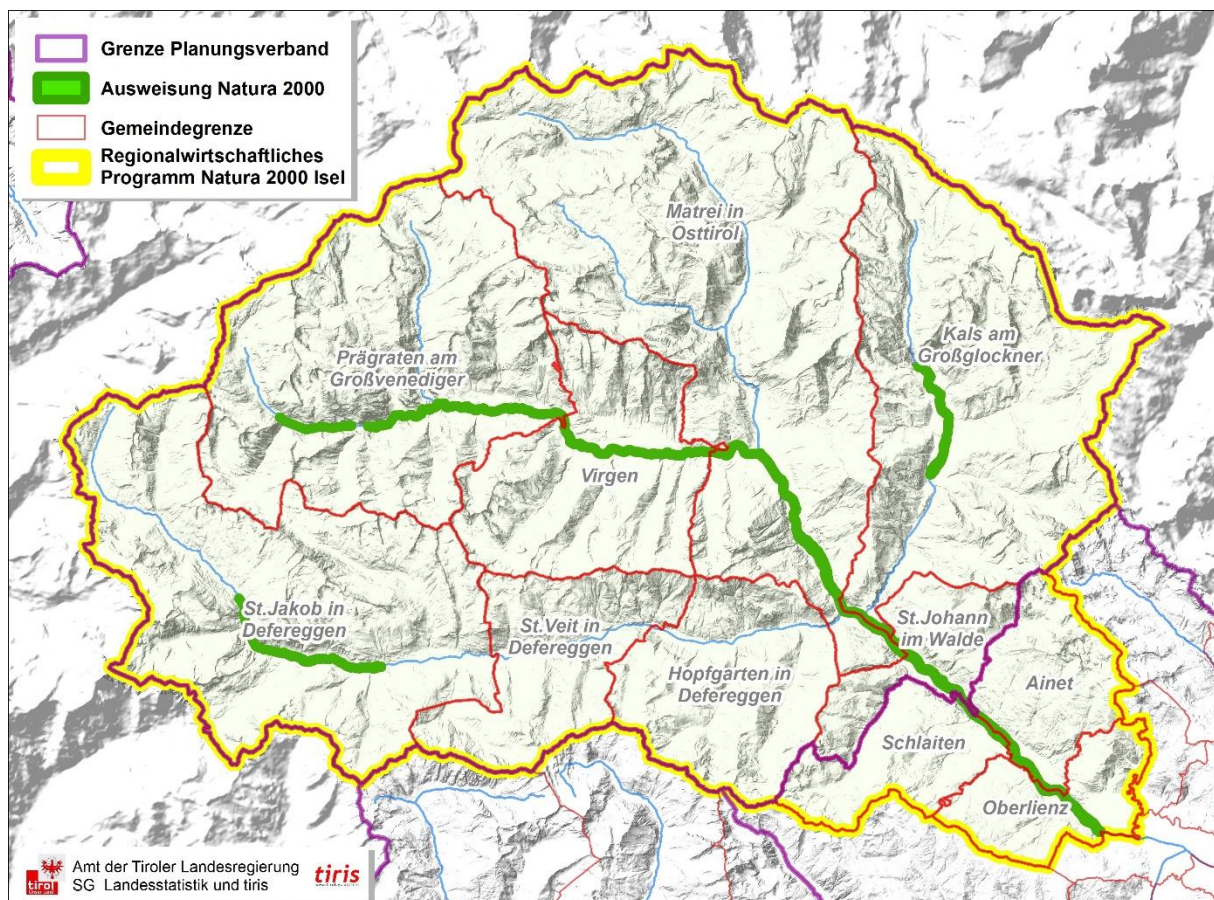 Grenze Planungsverband
Ausweisung Natura 2000
Gemeindegrenze
Regionalwirtschaftliches
Programm Natura 2000 Isel
Matrei in
Osttirol
Kals am
Großglockner
Prägraten am
Großvenediger
Virgen
St.Jakob in
Defereggen
St.Veit in
Defereggen
St.Johann
im Walde
Hopfgarten in
Defereggen
Ainet
Schlaiten
Oberlienz
tirol
Amt der Tiroler Landesregierung
SG Landesstatistik und tiris
tiris